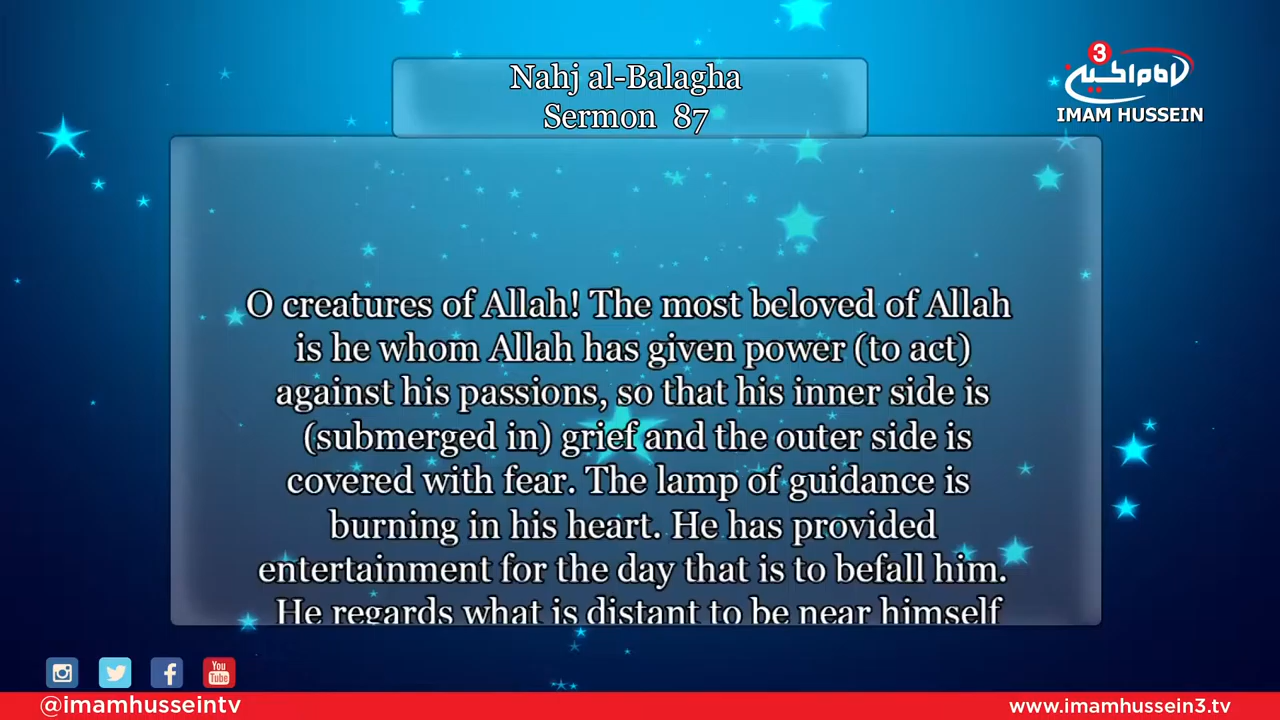 Nahj al-Balagha
Sermon 87
3
الامام الحسين
IMAM HUSSEIN
O creatures of Allah! The most beloved of Allah
is he whom Allah has given power (to act)
against his passions, so that his inner side is
(submerged in) grief and the outer side is
covered with fear. The lamp of guidance is
burning in his heart. He has provided
entertainment for the day that is to befall him.
He regards what is distant to be near himself
You
Tube
@imamhusseintv
www.imamhussein3.tv